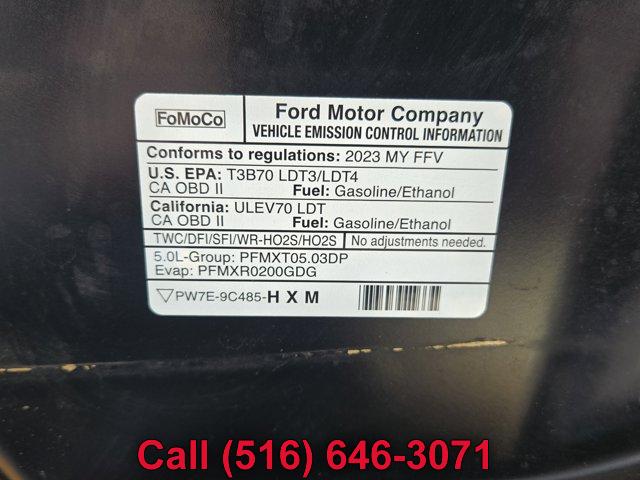 FoMoCo
Ford Motor Company
VEHICLE EMISSION CONTROL INFORMATION
Conforms to regulations: 2023 MY FFV
U.S. EPA: T3B70 LDT3/LDT4
CA OBD II Fuel: Gasoline/Ethanol
California: ULEV70 LDT
CA OBD II Fuel: Gasoline/Ethanol
TWC/DFI/SFI/WR-HO2S/HO2S No adjustments needed.
5.0L-Group: PFMXT05.03DP
Evap: PFMXR0200GDG
PW7E-9C485-H X M
Call (516) 646-3071